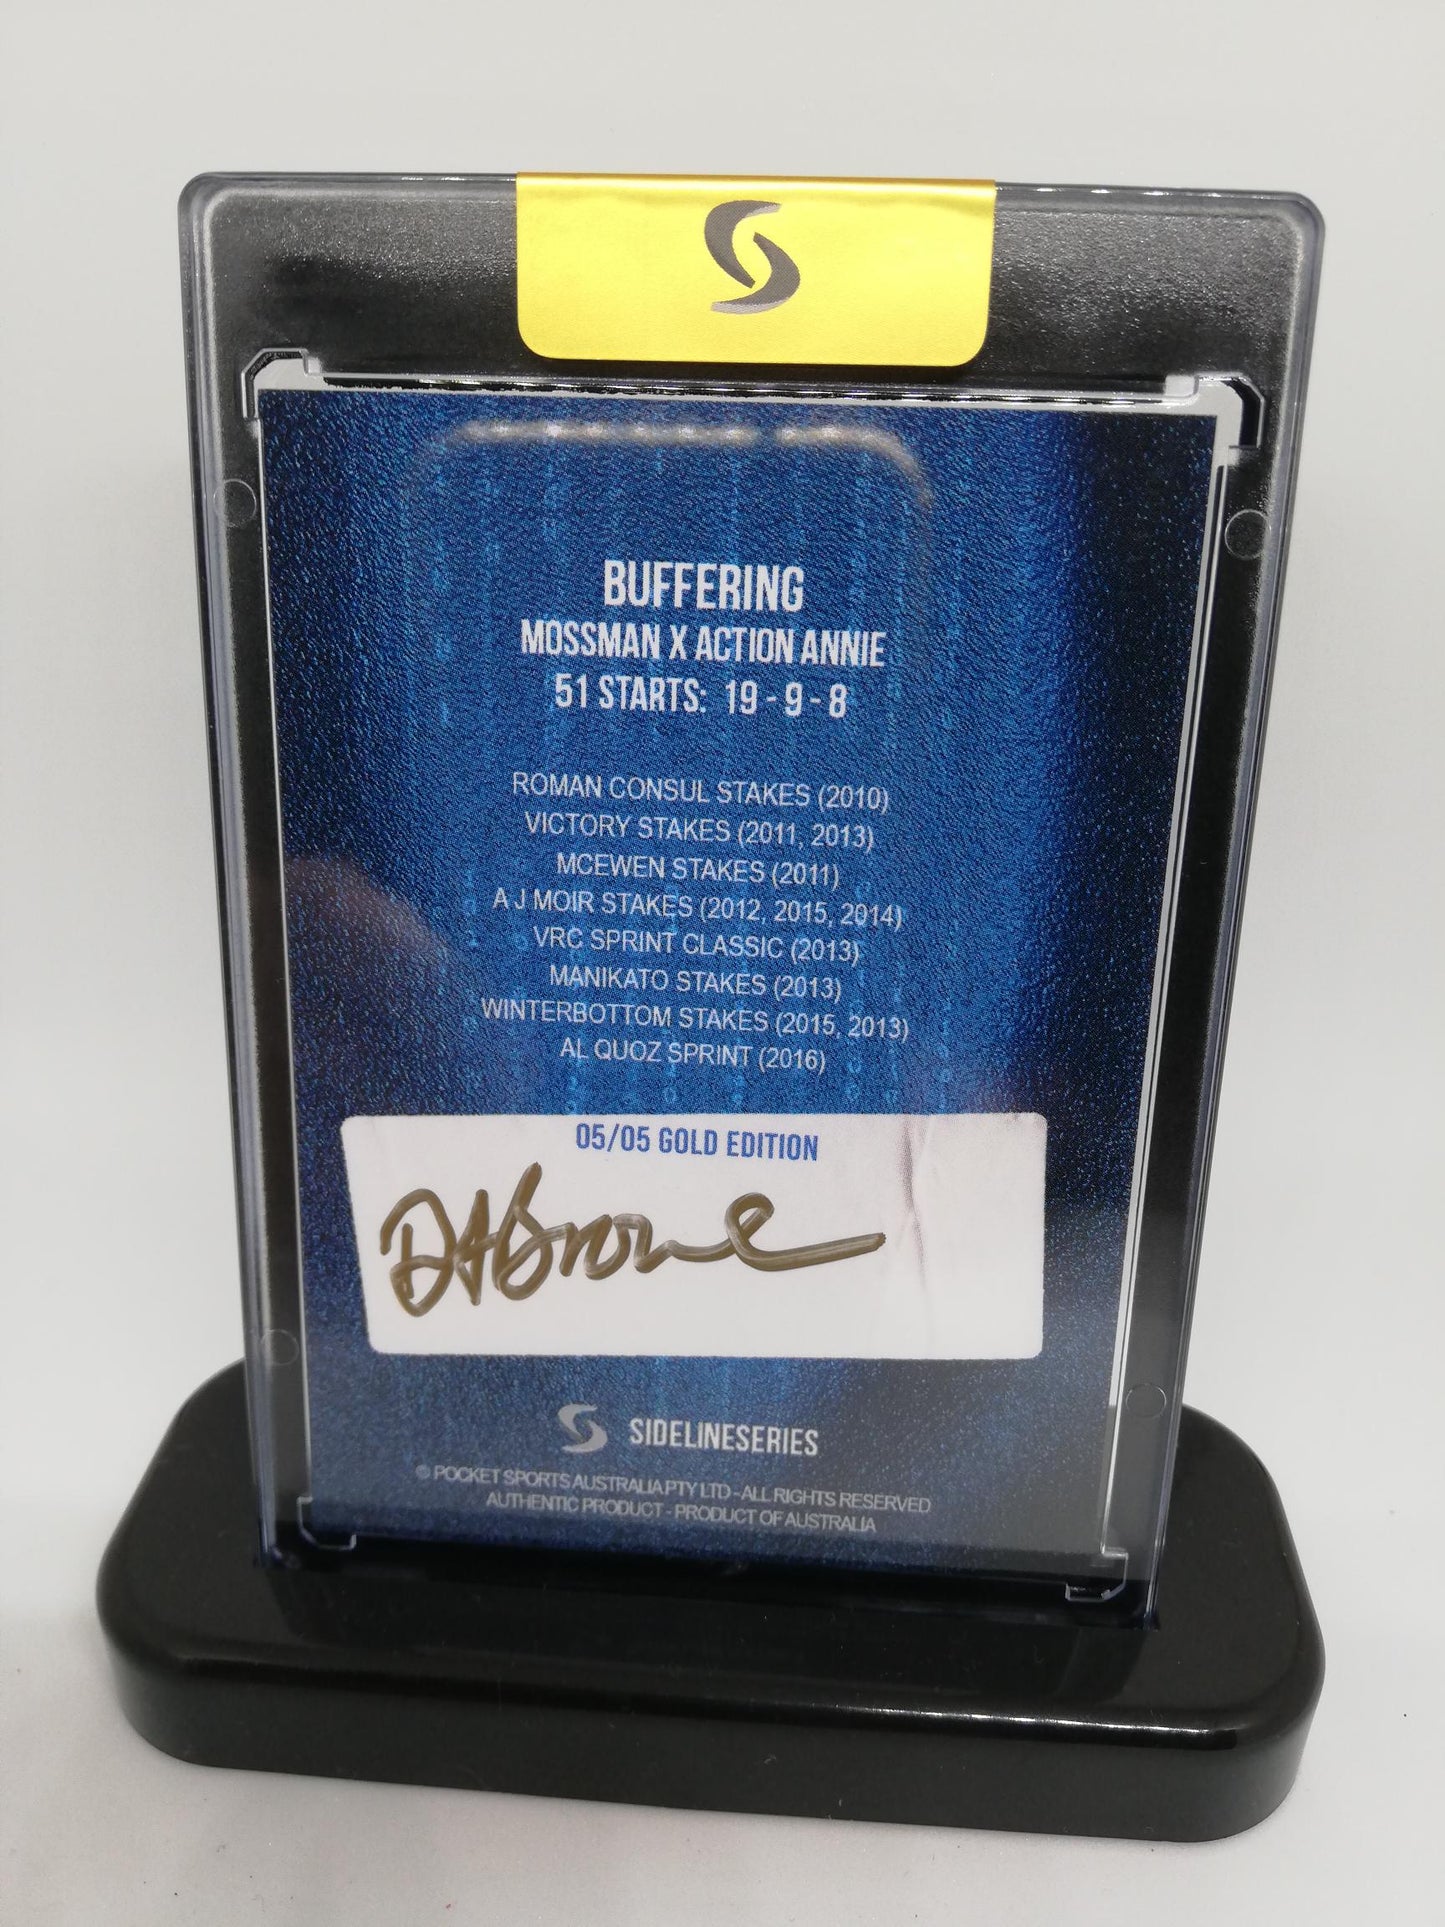 BUFFERING
MOSSMAN X ACTION ANNIE
51 STARTS: 19 - 9 - 8
ROMAN CONSUL STAKES (2010)
VICTORY STAKES (2011, 2013)
MCEWEN STAKES (2011)
A J MOIR STAKES (2012, 2015, 2014)
VRC SPRINT CLASSIC (2013)
MANIKATO STAKES (2013)
WINTERBOTTOM STAKES (2015, 2013)
AL QUOZ SPRINT (2016)
05/05 GOLD EDITION
SIDELINESERIES
© POCKET SPORTS AUSTRALIA PTY LTD - ALL RIGHTS RESERVED
AUTHENTIC PRODUCT - PRODUCT OF AUSTRALIA